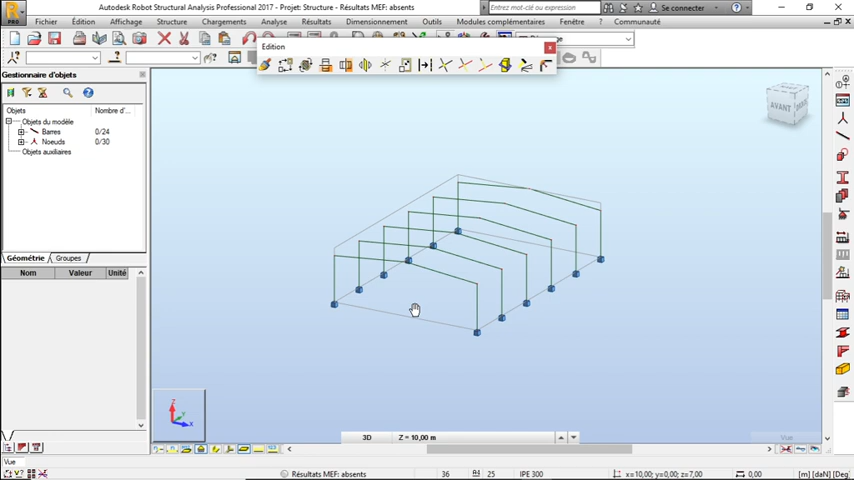 Autodesk Robot Structural Analysis Professional 2017 - Projet: Structure - Résultats MEF: absents
Entrez mot-clé ou expression
Se connecter
PRO
Fichier Édition Affichage Structure Chargements Analyse Résultats Dimensionnement Outils Modules complémentaires Fenêtre ? Communauté
Edition
Gestionnaire d'objets
Objets Nombre d'...
Objets du modèle
Barres 0/24
Noeuds 0/30
Objets auxiliaires
Géométrie Groupes
Nom Valeur Unité
AVANT
Z
Y
X
3D Z = 10,00 m
Vue
Vue
Résultats MEF: absents 36 25 IPE 300 x=10,00; y=0,00; z=7,00 0,00 [m] [daN] [Deg]